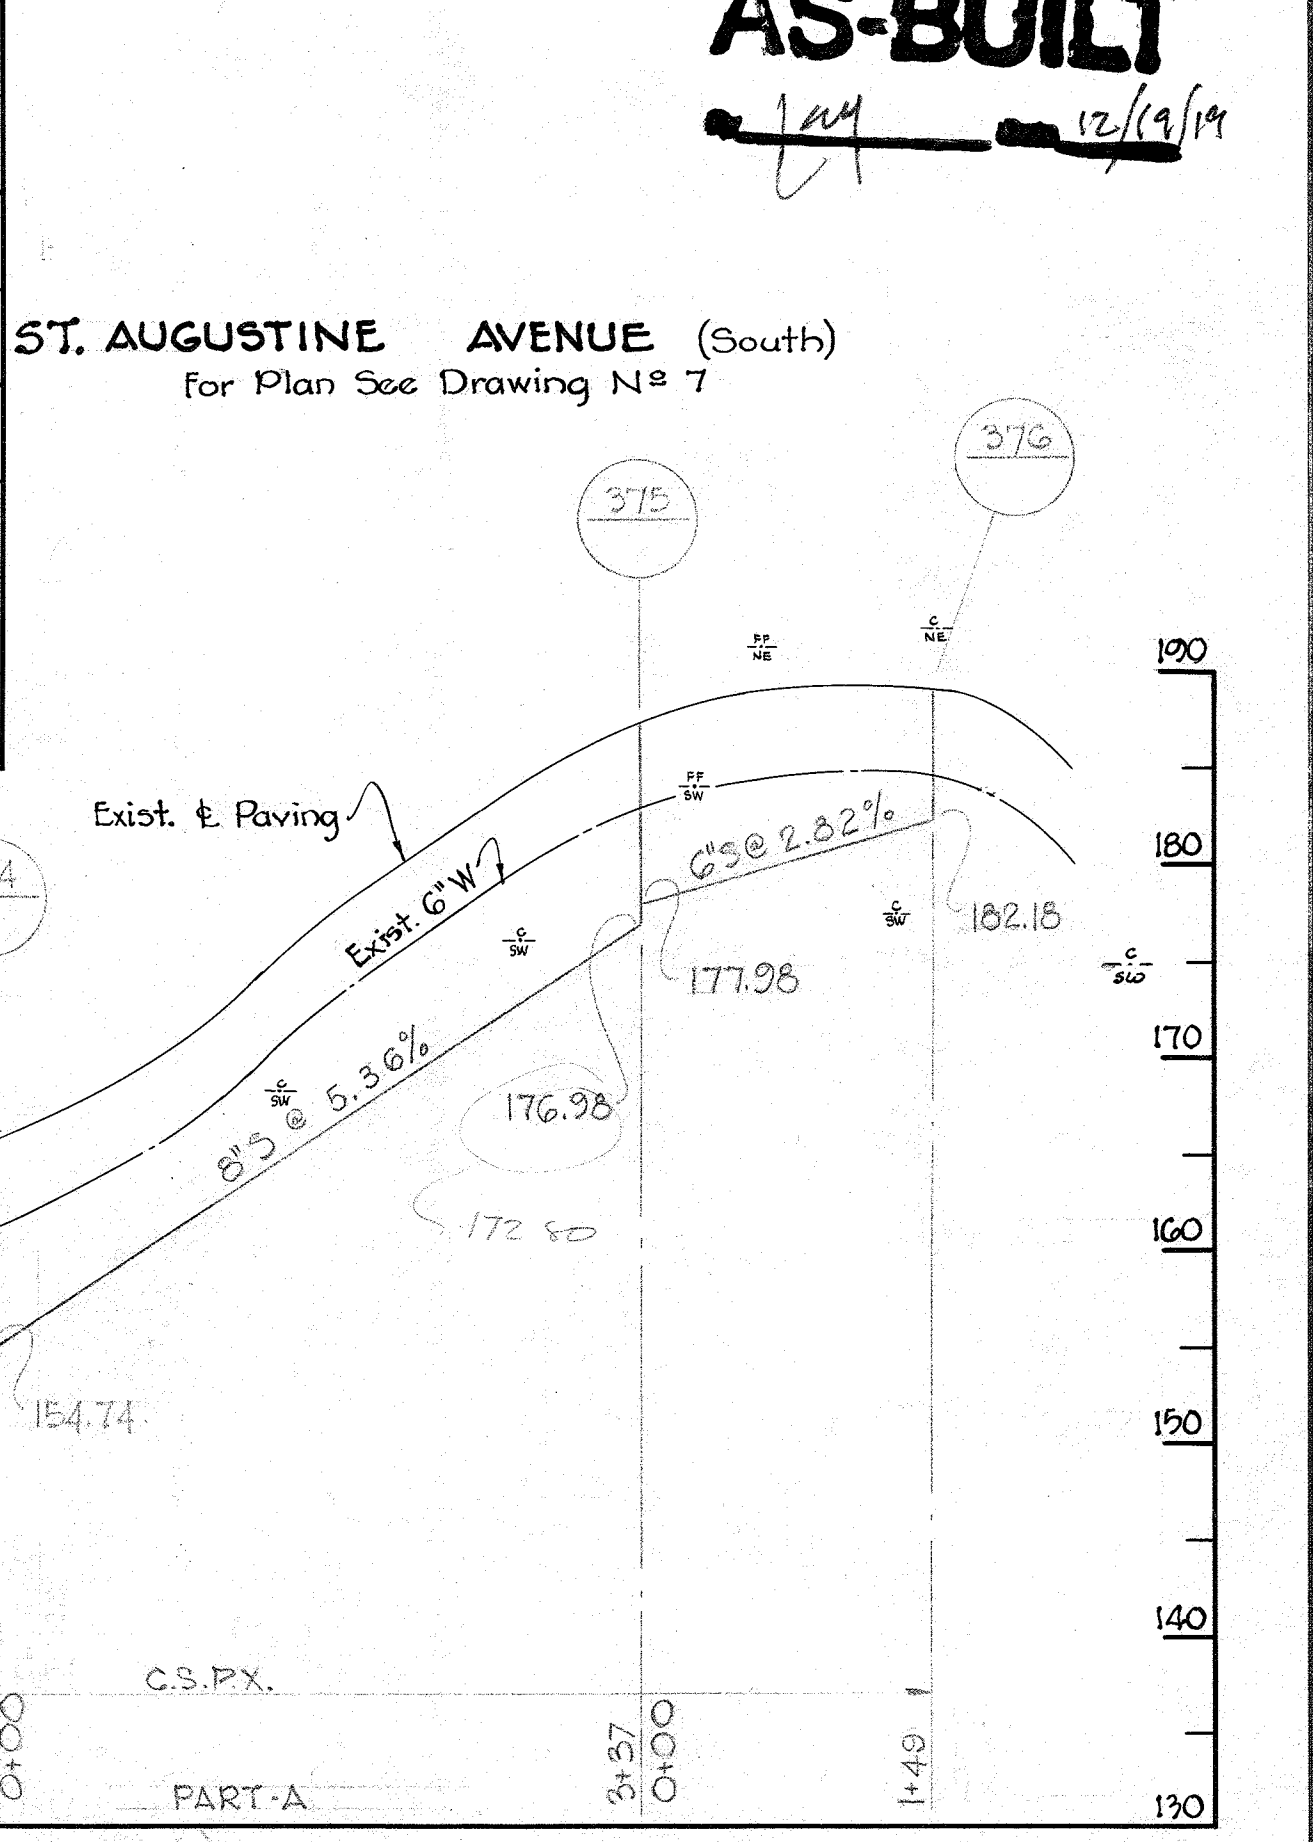 AS-BUILT
12/19/19
ST. AUGUSTINE AVENUE (South)
For Plan See Drawing Nº 7
376
375
C
NE
FF
NE
190
Exist. ℄ Paving
FF
SW
6"S @ 2.82%
180
4
Exist. 6" W
C
SW
C
SW
182.18
C
SW
177.98
170
8"S @ 5.36%
C
SW
176.98
172 80
160
154.74
150
140
C.S.P.X.
0+00
3+37
0+00
1+49
PART-A
130